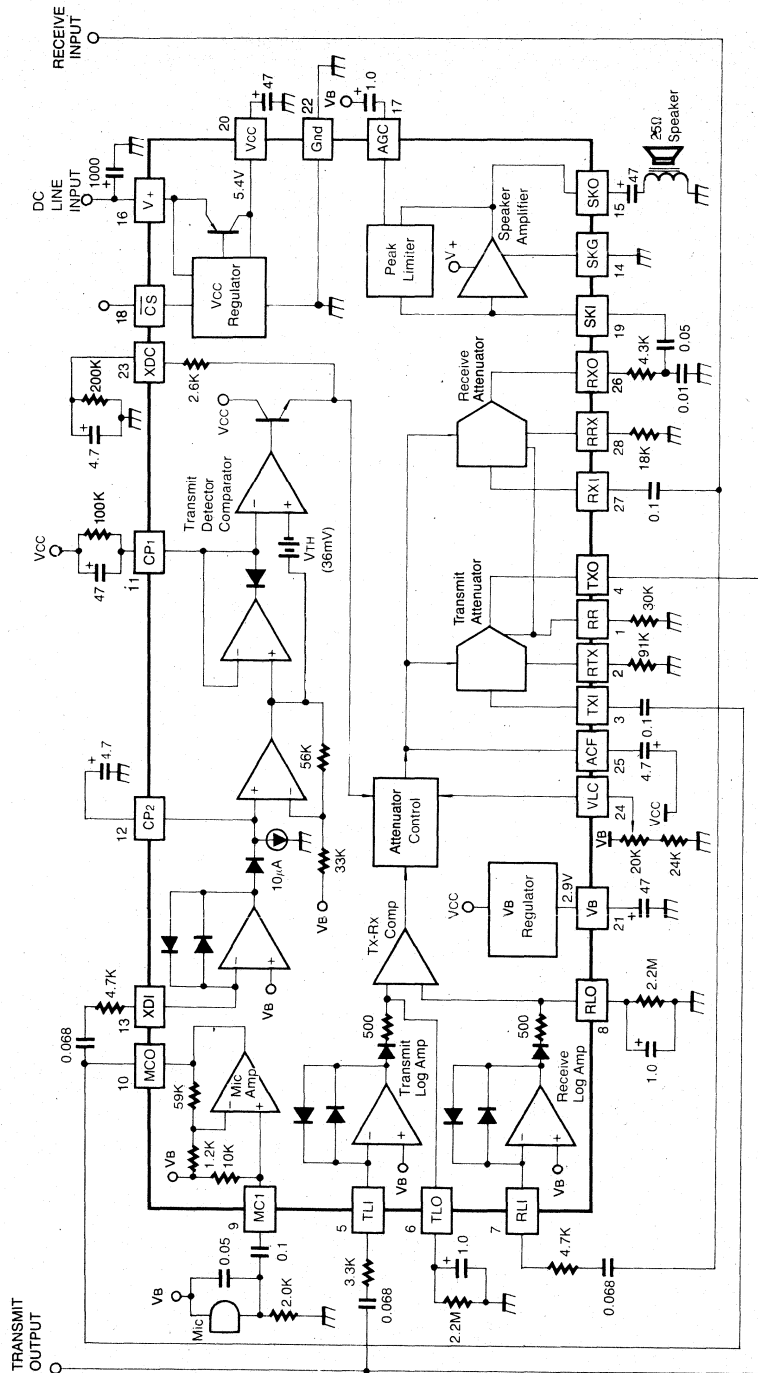 RECEIVE
INPUT
DC
LINE
INPUT
1000
+
16
V+
20
VCC
+
47
22
Gnd
VB
+
1.0
17
AGC
5.4V
18
CS
VCC
Regulator
Peak
Limiter
V+
Speaker
Amplifier
SKO
15
+
47
25Ω
Speaker
SKG
14
SKI
19
0.05
23
XDC
200K
+
4.7
2.6K
VCC
Transmit
Detector
Comparator
−
+
VTH
(36mV)
Receive
Attenuator
RXO
26
4.3K
0.01
RRX
28
18K
RXI
27
0.1
VCC
100K
+
47
11
CP1
−
+
Transmit
Attenuator
TXO
4
RR
1
30K
RTX
2
91K
TXI
3
0.1
+
4.7
12
CP2
+
−
56K
33K
VB
10μA
Attenuator
Control
ACF
25
4.7
+
VCC
VLC
24
VB
20K
24K
4.7K
13
XDI
−
+
VB
Tx-Rx
Comp
VCC
VB
Regulator
2.9V
VB
21
+
47
0.068
10
MCO
59K
Mic
Amp
−
+
1.2K
10K
VB
500
Transmit
Log Amp
−
+
VB
500
Receive
Log Amp
−
+
VB
RLO
8
2.2M
+
1.0
9
MC1
0.1
0.05
VB
Mic
2.0K
5
TLI
3.3K
0.068
6
TLO
+
1.0
2.2M
7
RLI
4.7K
0.068
TRANSMIT
OUTPUT